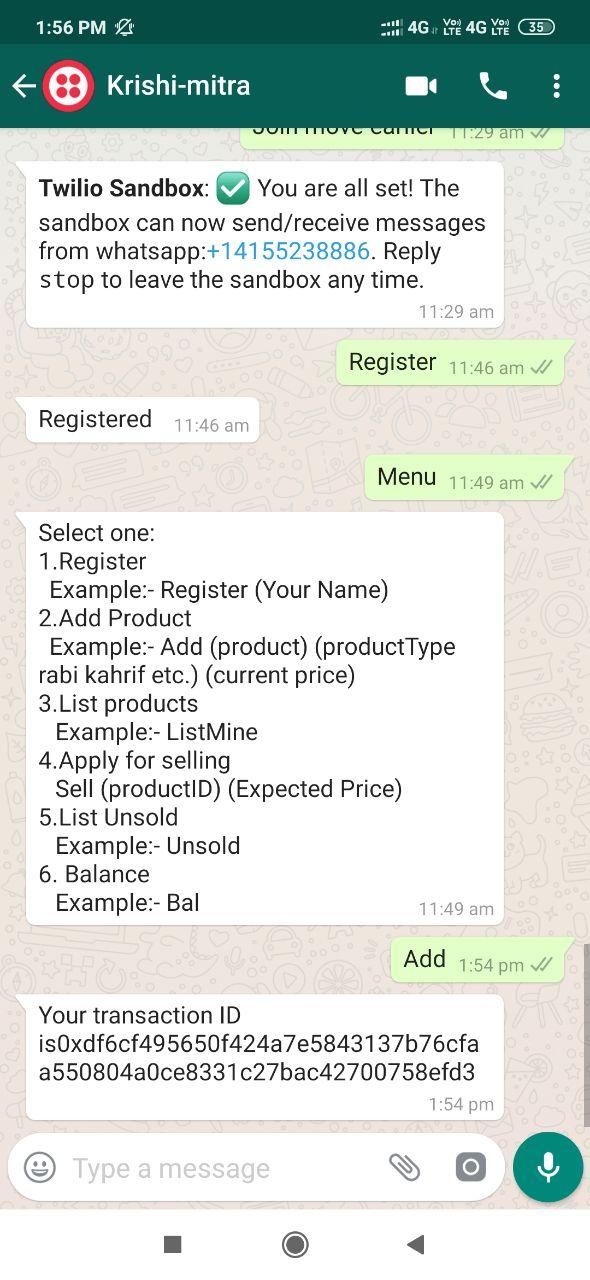 1:56 PM 4G Vo) LTE 4G Vo) LTE 35
Krishi-mitra
Join move earlier 11:29 am
Twilio Sandbox: ✅ You are all set! The
sandbox can now send/receive messages
from whatsapp:+14155238886. Reply
stop to leave the sandbox any time.
11:29 am
Register 11:46 am
Registered 11:46 am
Menu 11:49 am
Select one:
1.Register
Example:- Register (Your Name)
2.Add Product
Example:- Add (product) (productType
rabi kahrif etc.) (current price)
3.List products
Example:- ListMine
4.Apply for selling
Sell (productID) (Expected Price)
5.List Unsold
Example:- Unsold
6. Balance
Example:- Bal
11:49 am
Add 1:54 pm
Your transaction ID
is0xdf6cf495650f424a7e5843137b76cfa
a550804a0ce8331c27bac42700758efd3
1:54 pm
Type a message